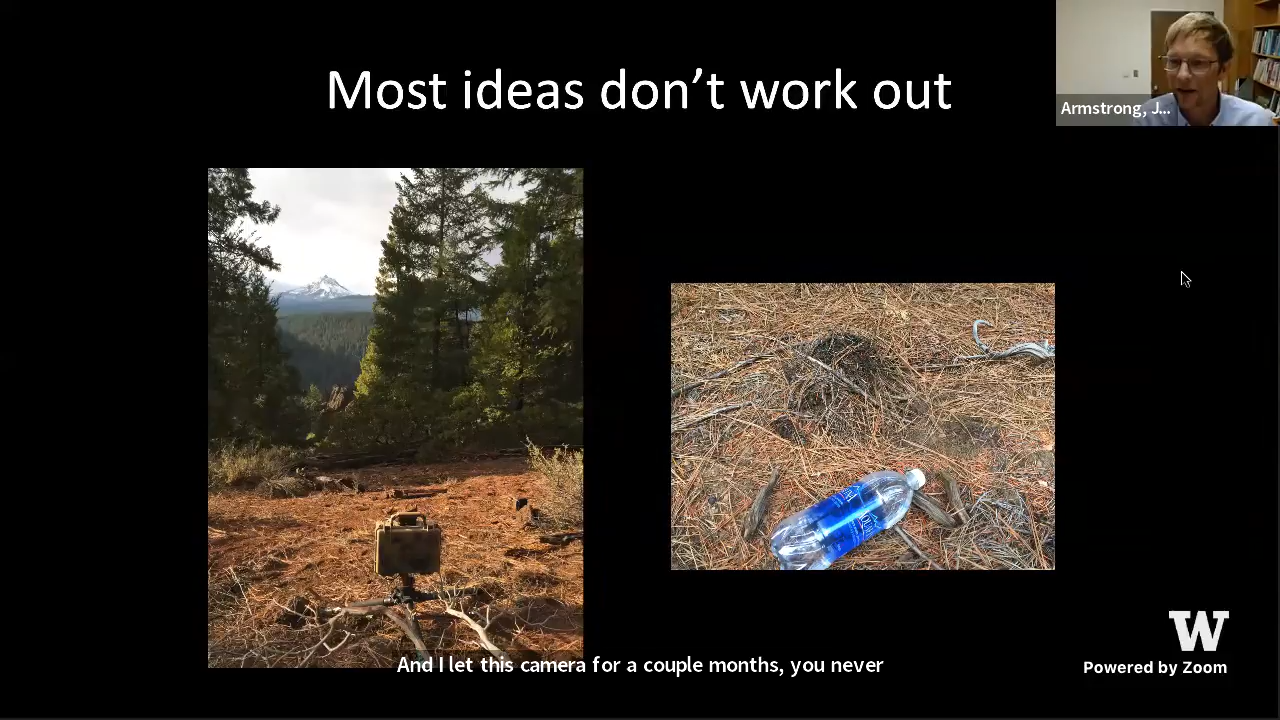 Most ideas don’t work out
Armstrong, J...
And I let this camera for a couple months, you never
W
Powered by Zoom